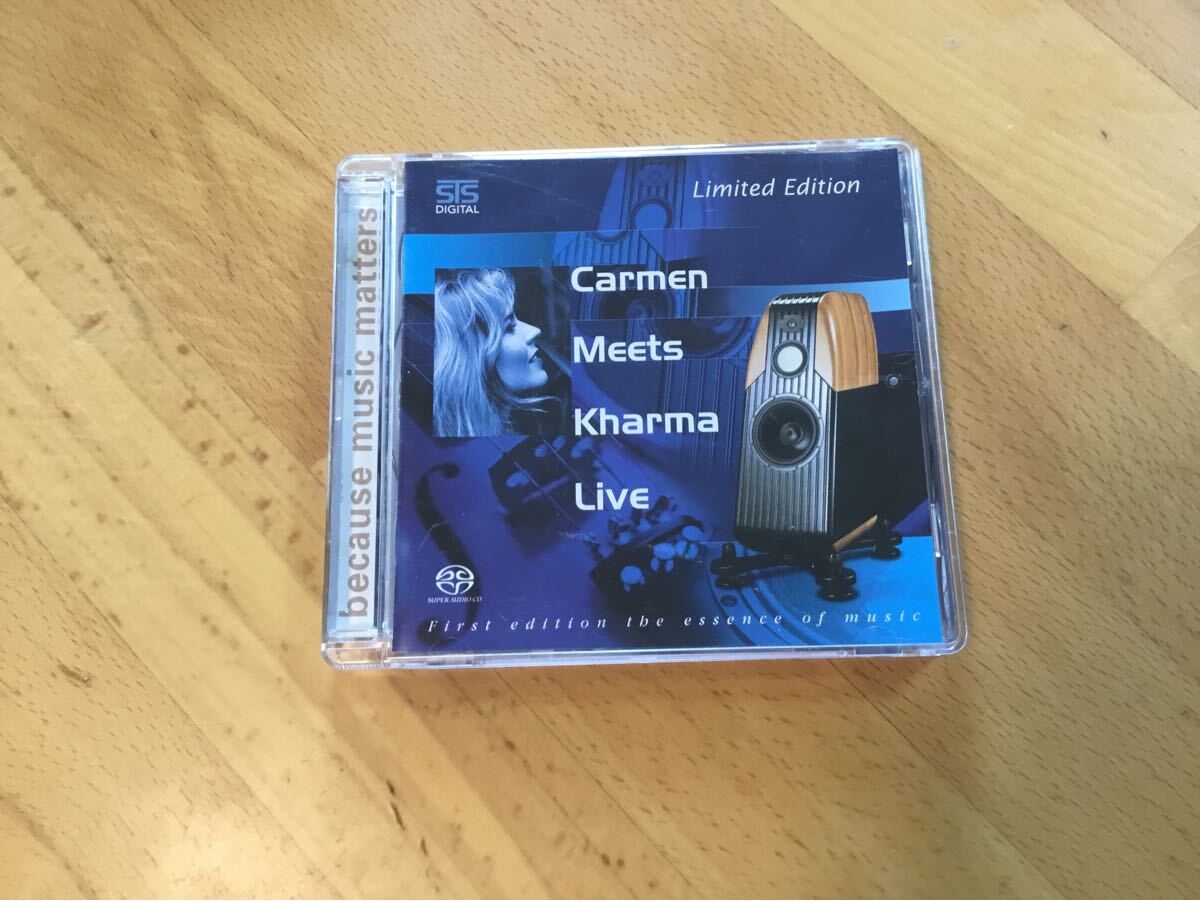 because music matters
STS
DIGITAL
Limited Edition
Carmen
Meets
Kharma
Live
SUPER AUDIO CD
First edition the essence of music